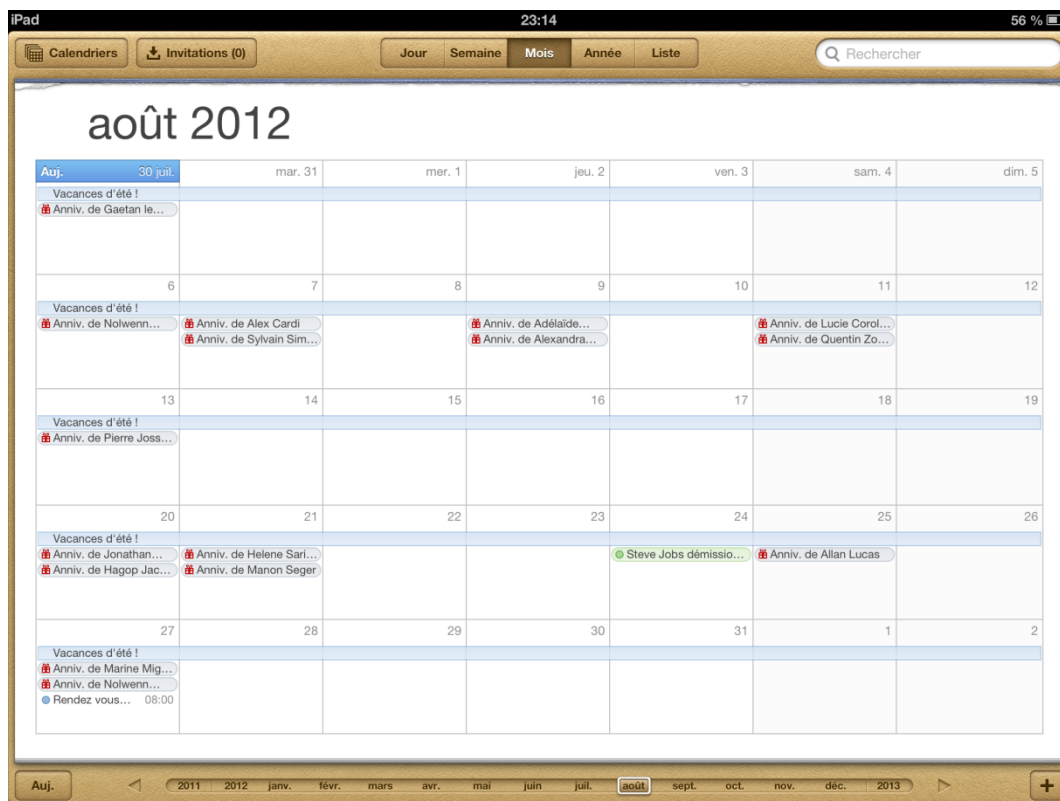 iPad 23:14 56 %
Calendriers Invitations (0) Jour Semaine Mois Année Liste Rechercher
août 2012
Auj. 30 juil. mar. 31 mer. 1 jeu. 2 ven. 3 sam. 4 dim. 5
Vacances d'été !
Anniv. de Gaetan le...
6 7 8 9 10 11 12
Vacances d'été !
Anniv. de Nolwenn... Anniv. de Alex Cardi Anniv. de Adélaïde... Anniv. de Lucie Corol...
Anniv. de Sylvain Sim... Anniv. de Alexandra... Anniv. de Quentin Zo...
13 14 15 16 17 18 19
Vacances d'été !
Anniv. de Pierre Joss...
20 21 22 23 24 25 26
Vacances d'été !
Anniv. de Jonathan... Anniv. de Helene Sari... Steve Jobs démissio... Anniv. de Allan Lucas
Anniv. de Hagop Jac... Anniv. de Manon Seger
27 28 29 30 31 1 2
Vacances d'été !
Anniv. de Marine Mig...
Anniv. de Nolwenn...
Rendez vous... 08:00
Auj. 2011 2012 janv. févr. mars avr. mai juin juil. août sept. oct. nov. déc. 2013 +